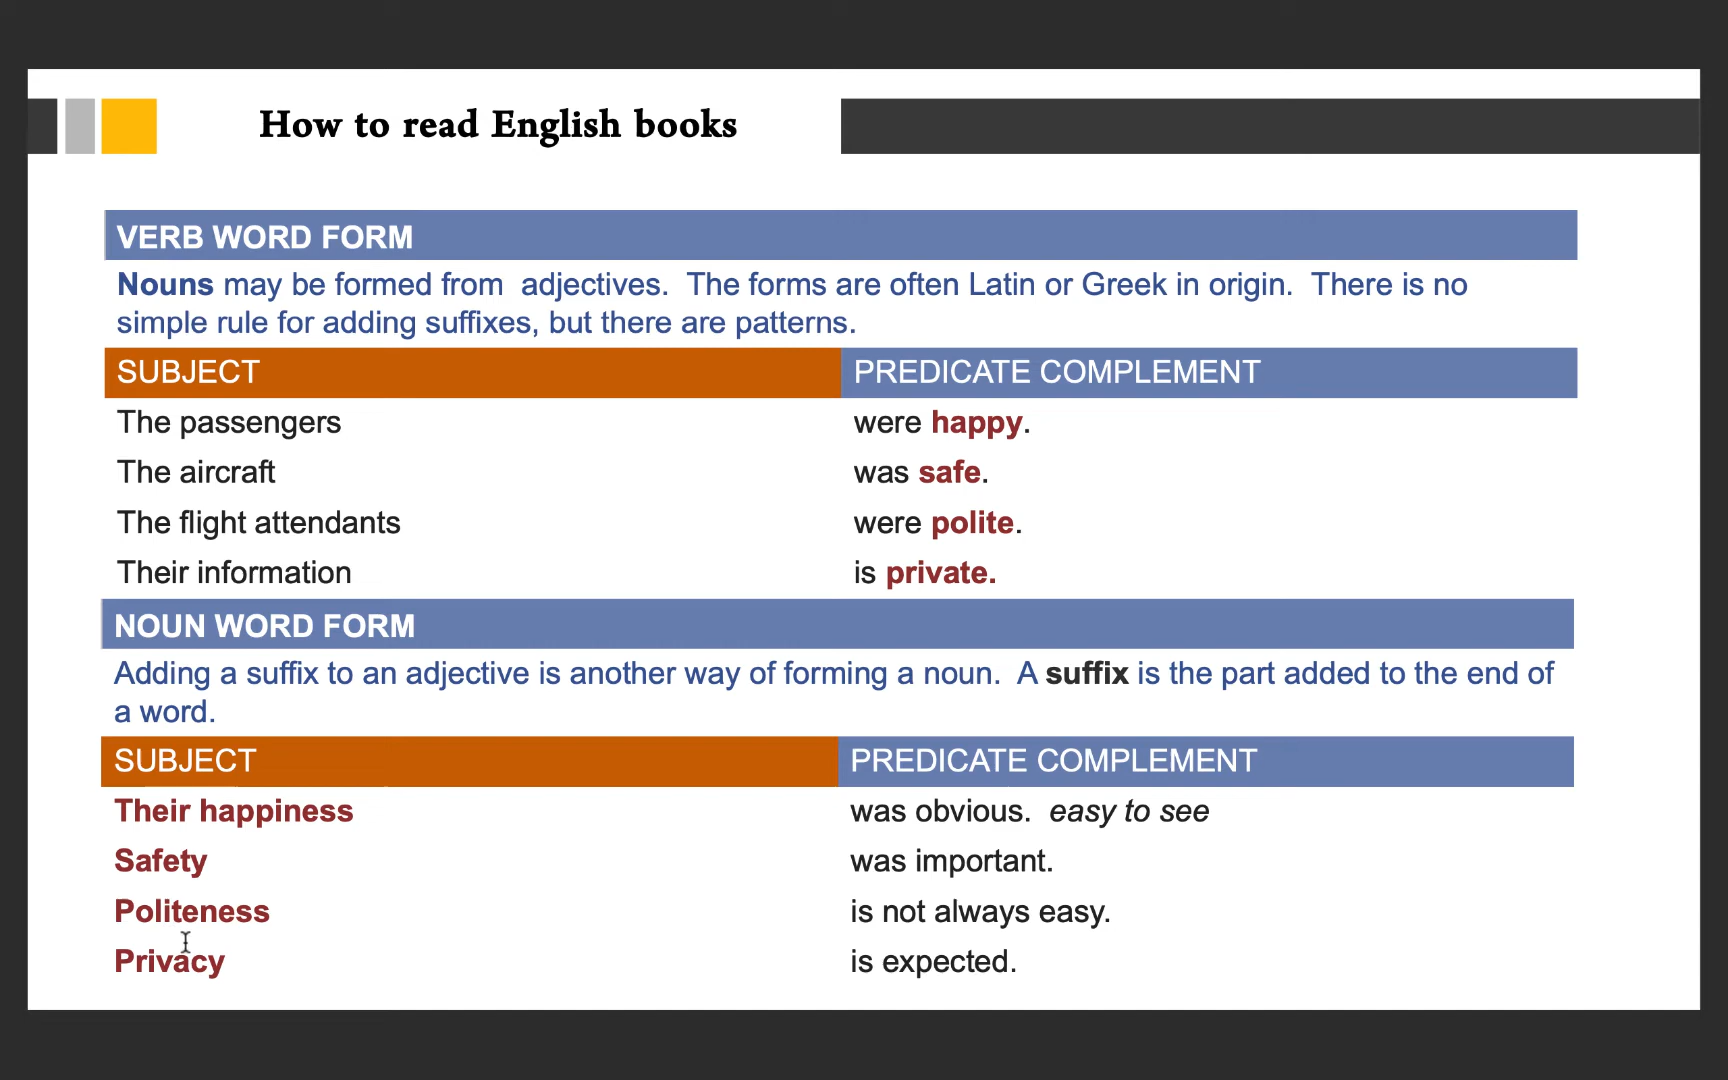 How to read English books
VERB WORD FORM
Nouns may be formed from  adjectives.  The forms are often Latin or Greek in origin.  There is no
simple rule for adding suffixes, but there are patterns.
SUBJECT PREDICATE COMPLEMENT
The passengers were happy.
The aircraft was safe.
The flight attendants were polite.
Their information is private.
NOUN WORD FORM
Adding a suffix to an adjective is another way of forming a noun.  A suffix is the part added to the end of
a word.
SUBJECT PREDICATE COMPLEMENT
Their happiness was obvious.  easy to see
Safety was important.
Politeness is not always easy.
Privacy is expected.